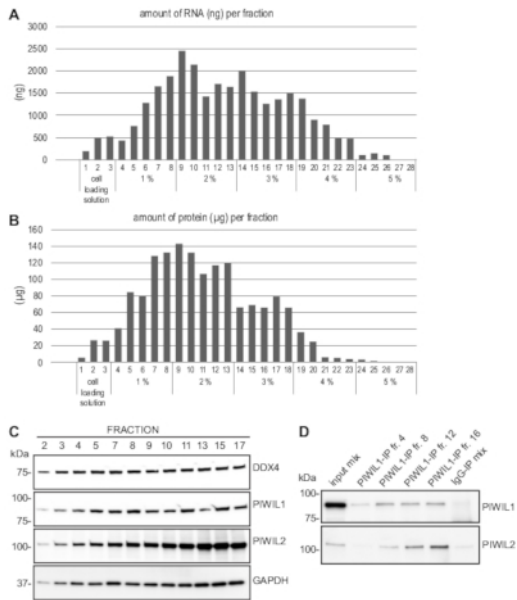 A
amount of RNA (ng) per fraction
3000
2500
2000
1500
1000
500
0
(ng)
1 2 3 4 5 6 7 8 9 10 11 12 13 14 15 16 17 18 19 20 21 22 23 24 25 26 27 28
cell loading solution 1 % 2 % 3 % 4 % 5 %
B
amount of protein (µg) per fraction
160
140
120
100
80
60
40
20
0
(µg)
1 2 3 4 5 6 7 8 9 10 11 12 13 14 15 16 17 18 19 20 21 22 23 24 25 26 27 28
cell loading solution 1 % 2 % 3 % 4 % 5 %
C
FRACTION
2 3 4 5 7 8 9 10 11 13 15 17
kDa
75-
DDX4
100-
75-
PIWIL1
100-
PIWIL2
37-
GAPDH
D
input mix
PIWIL1-IP fr. 4
PIWIL1-IP fr. 8
PIWIL1-IP fr. 12
PIWIL1-IP fr. 16
IgG-IP mix
kDa
100-
75-
PIWIL1
100-
PIWIL2